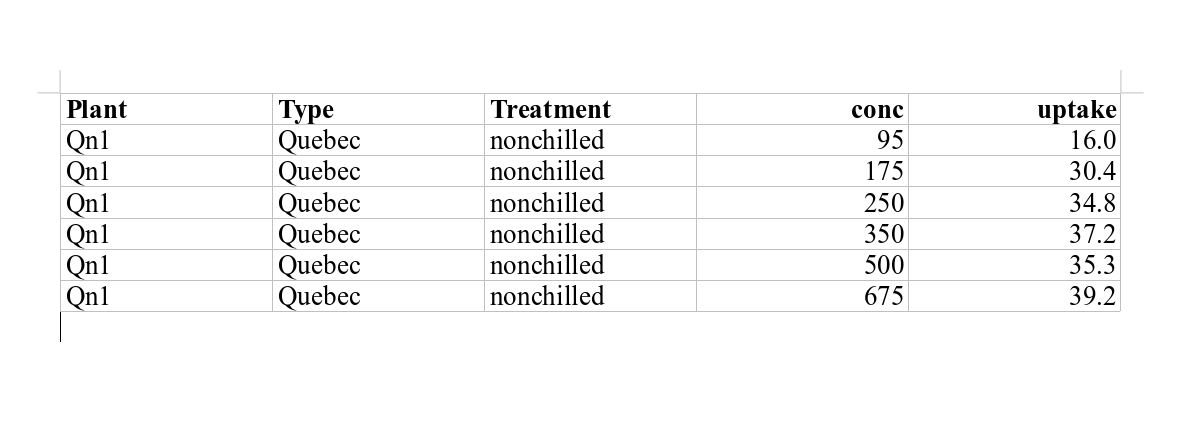 Plant Type Treatment conc uptake
Qn1 Quebec nonchilled 95 16.0
Qn1 Quebec nonchilled 175 30.4
Qn1 Quebec nonchilled 250 34.8
Qn1 Quebec nonchilled 350 37.2
Qn1 Quebec nonchilled 500 35.3
Qn1 Quebec nonchilled 675 39.2